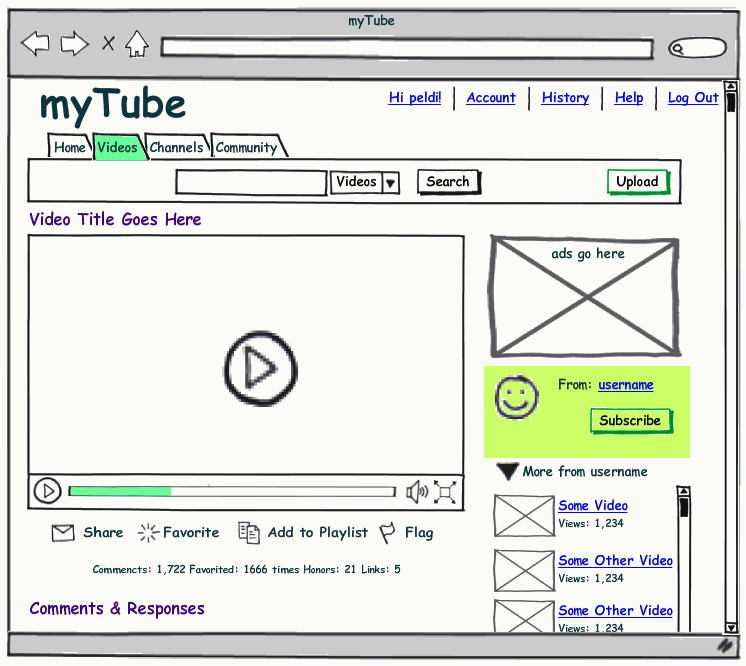 myTube
myTube
Hi peldi! Account History Help Log Out
Home Videos Channels Community
Videos Search Upload
Video Title Goes Here
ads go here
From: username
Subscribe
More from username
Some Video
Views: 1,234
Some Other Video
Views: 1,234
Some Other Video
Views: 1,234
Share Favorite Add to Playlist Flag
Commencts: 1,722 Favorited: 1666 times Honors: 21 Links: 5
Comments & Responses